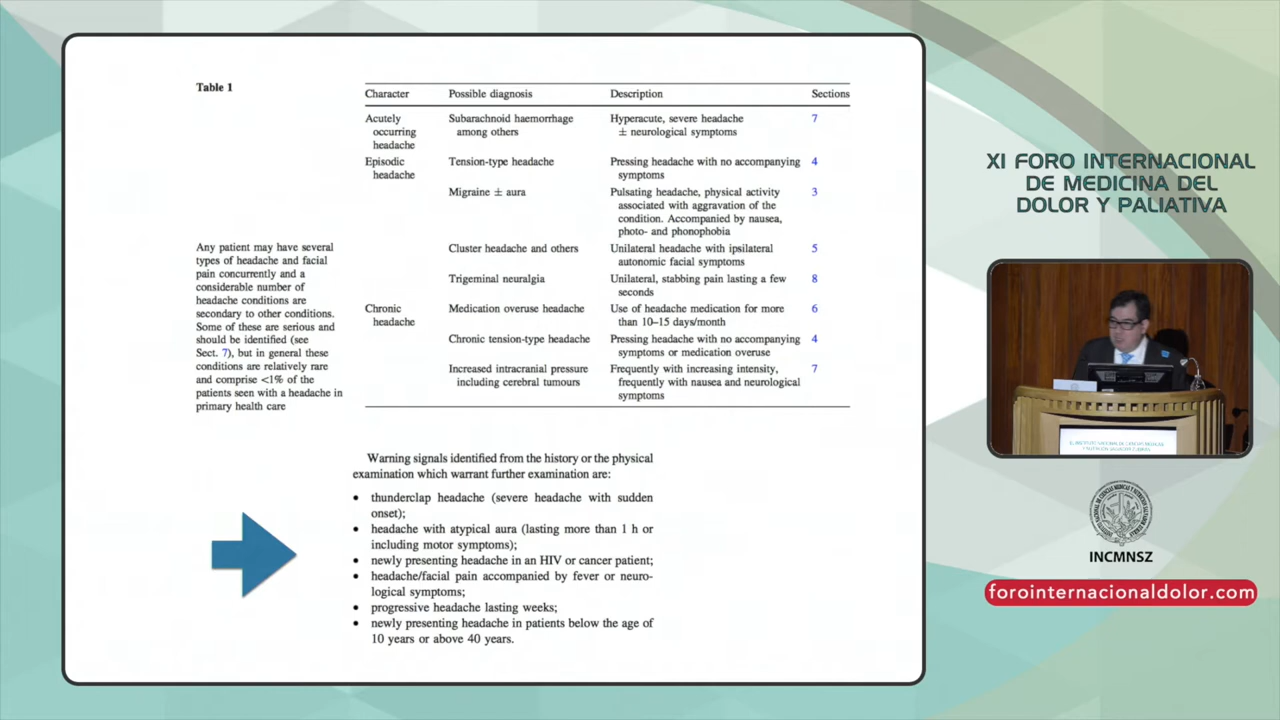 Table 1
Any patient may have several
types of headache and facial
pain concurrently and a
considerable number of
headache conditions are
secondary to other conditions.
Some of these are serious and
should be identified (see
Sect. 7), but in general these
conditions are relatively rare
and comprise <1% of the
patients seen with a headache in
primary health care
Character Possible diagnosis Description Sections
Acutely Subarachnoid haemorrhage Hyperacute, severe headache 7
occurring among others ± neurological symptoms
headache
Episodic Tension-type headache Pressing headache with no accompanying 4
headache symptoms
Migraine ± aura Pulsating headache, physical activity 3
associated with aggravation of the
condition. Accompanied by nausea,
photo- and phonophobia
Cluster headache and others Unilateral headache with ipsilateral 5
autonomic facial symptoms
Trigeminal neuralgia Unilateral, stabbing pain lasting a few 8
seconds
Chronic Medication overuse headache Use of headache medication for more 6
headache than 10–15 days/month
Chronic tension-type headache Pressing headache with no accompanying 4
symptoms or medication overuse
Increased intracranial pressure Frequently with increasing intensity, 7
including cerebral tumours frequently with nausea and neurological
symptoms
Warning signals identified from the history or the physical
examination which warrant further examination are:
• thunderclap headache (severe headache with sudden
onset);
• headache with atypical aura (lasting more than 1 h or
including motor symptoms);
• newly presenting headache in an HIV or cancer patient;
• headache/facial pain accompanied by fever or neuro-
logical symptoms;
• progressive headache lasting weeks;
• newly presenting headache in patients below the age of
10 years or above 40 years.
XI FORO INTERNACIONAL
DE MEDICINA DEL
DOLOR Y PALIATIVA
INCMNSZ
forointernacionaldolor.com